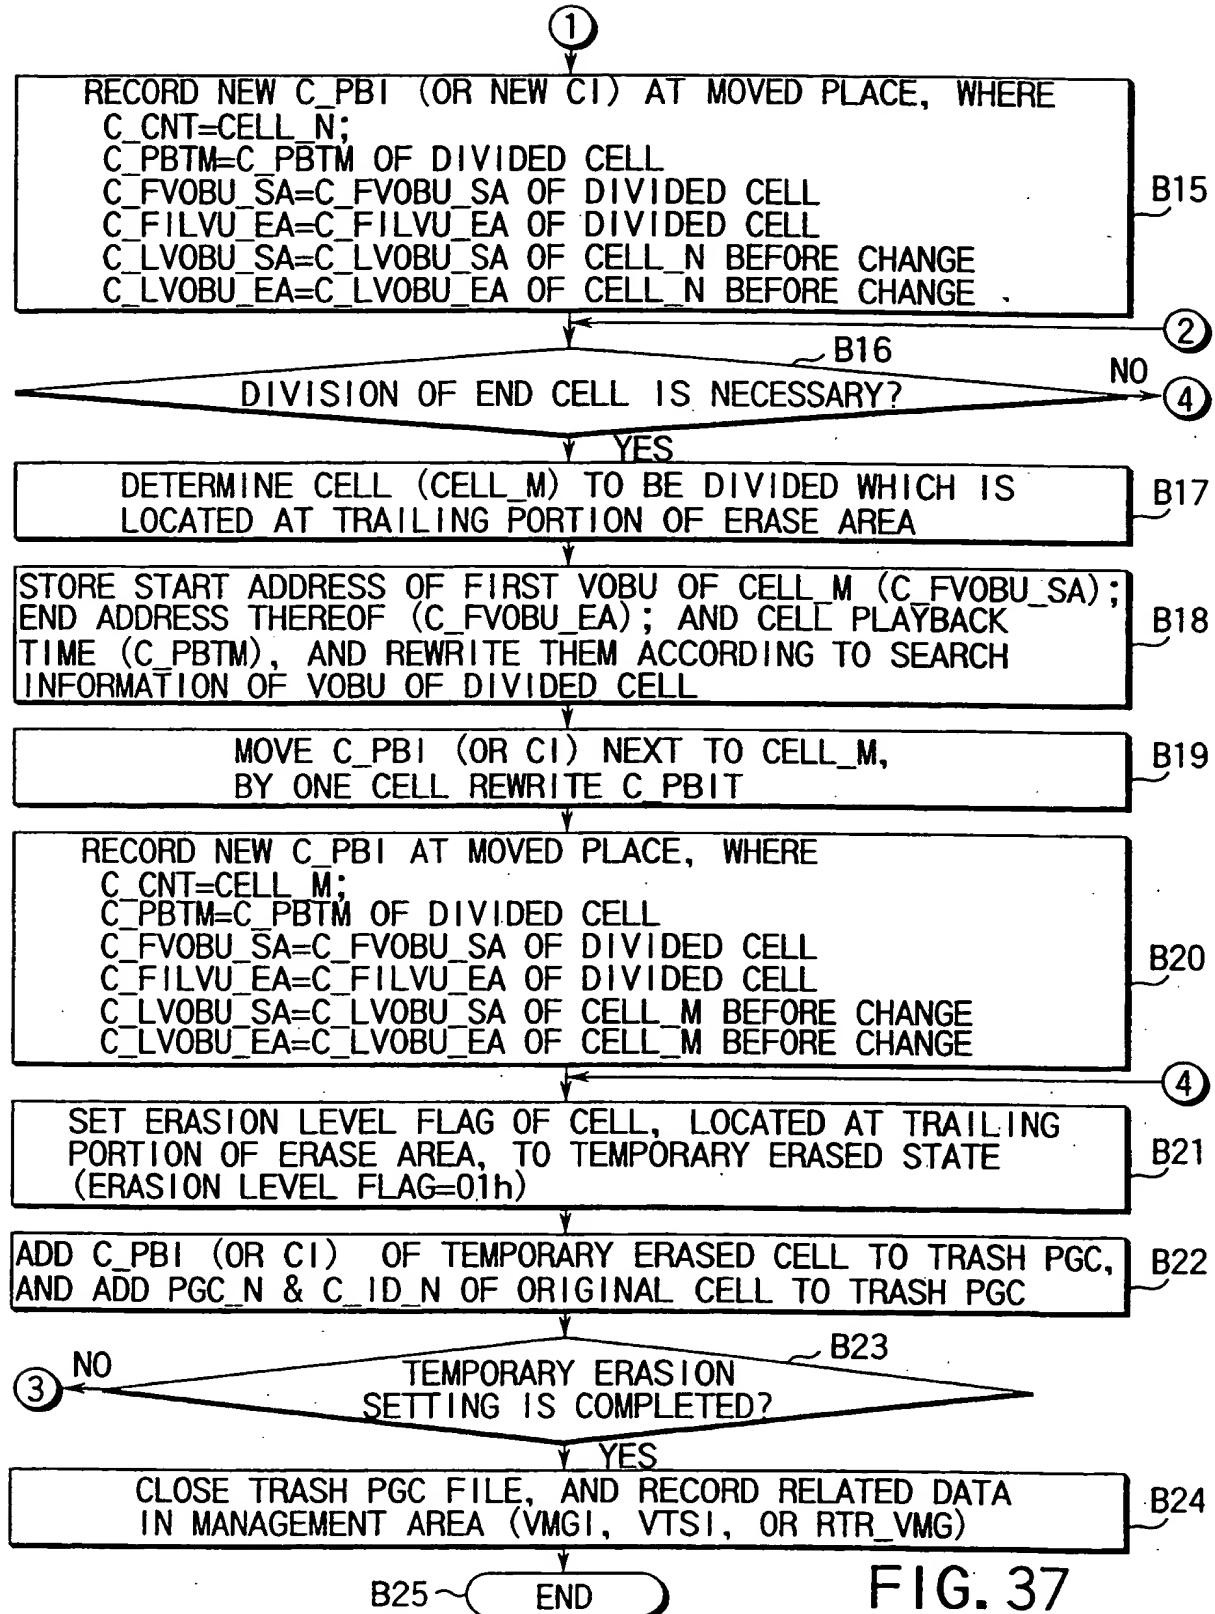 1
RECORD NEW C_PBI (OR NEW CI) AT MOVED PLACE, WHERE
C_CNT=CELL_N;
C_PBTM=C_PBTM OF DIVIDED CELL
C_FVOBU_SA=C_FVOBU_SA OF DIVIDED CELL
C_FILVU_EA=C_FILVU_EA OF DIVIDED CELL
C_LVOBU_SA=C_LVOBU_SA OF CELL_N BEFORE CHANGE
C_LVOBU_EA=C_LVOBU_EA OF CELL_N BEFORE CHANGE
B15
2
B16
DIVISION OF END CELL IS NECESSARY?
NO
4
YES
DETERMINE CELL (CELL_M) TO BE DIVIDED WHICH IS
LOCATED AT TRAILING PORTION OF ERASE AREA
B17
STORE START ADDRESS OF FIRST VOBU OF CELL_M (C_FVOBU_SA);
END ADDRESS THEREOF (C_FVOBU_EA); AND CELL PLAYBACK
TIME (C_PBTM), AND REWRITE THEM ACCORDING TO SEARCH
INFORMATION OF VOBU OF DIVIDED CELL
B18
MOVE C_PBI (OR CI) NEXT TO CELL_M,
BY ONE CELL REWRITE C_PBIT
B19
RECORD NEW C_PBI AT MOVED PLACE, WHERE
C_CNT=CELL_M;
C_PBTM=C_PBTM OF DIVIDED CELL
C_FVOBU_SA=C_FVOBU_SA OF DIVIDED CELL
C_FILVU_EA=C_FILVU_EA OF DIVIDED CELL
C_LVOBU_SA=C_LVOBU_SA OF CELL_M BEFORE CHANGE
C_LVOBU_EA=C_LVOBU_EA OF CELL_M BEFORE CHANGE
B20
4
SET ERASION LEVEL FLAG OF CELL, LOCATED AT TRAILING
PORTION OF ERASE AREA, TO TEMPORARY ERASED STATE
(ERASION LEVEL FLAG=01h)
B21
ADD C_PBI (OR CI) OF TEMPORARY ERASED CELL TO TRASH PGC,
AND ADD PGC_N & C_ID_N OF ORIGINAL CELL TO TRASH PGC
B22
B23
TEMPORARY ERASION
SETTING IS COMPLETED?
NO
3
YES
CLOSE TRASH PGC FILE, AND RECORD RELATED DATA
IN MANAGEMENT AREA (VMGI, VTSI, OR RTR_VMG)
B24
B25
END
FIG. 37